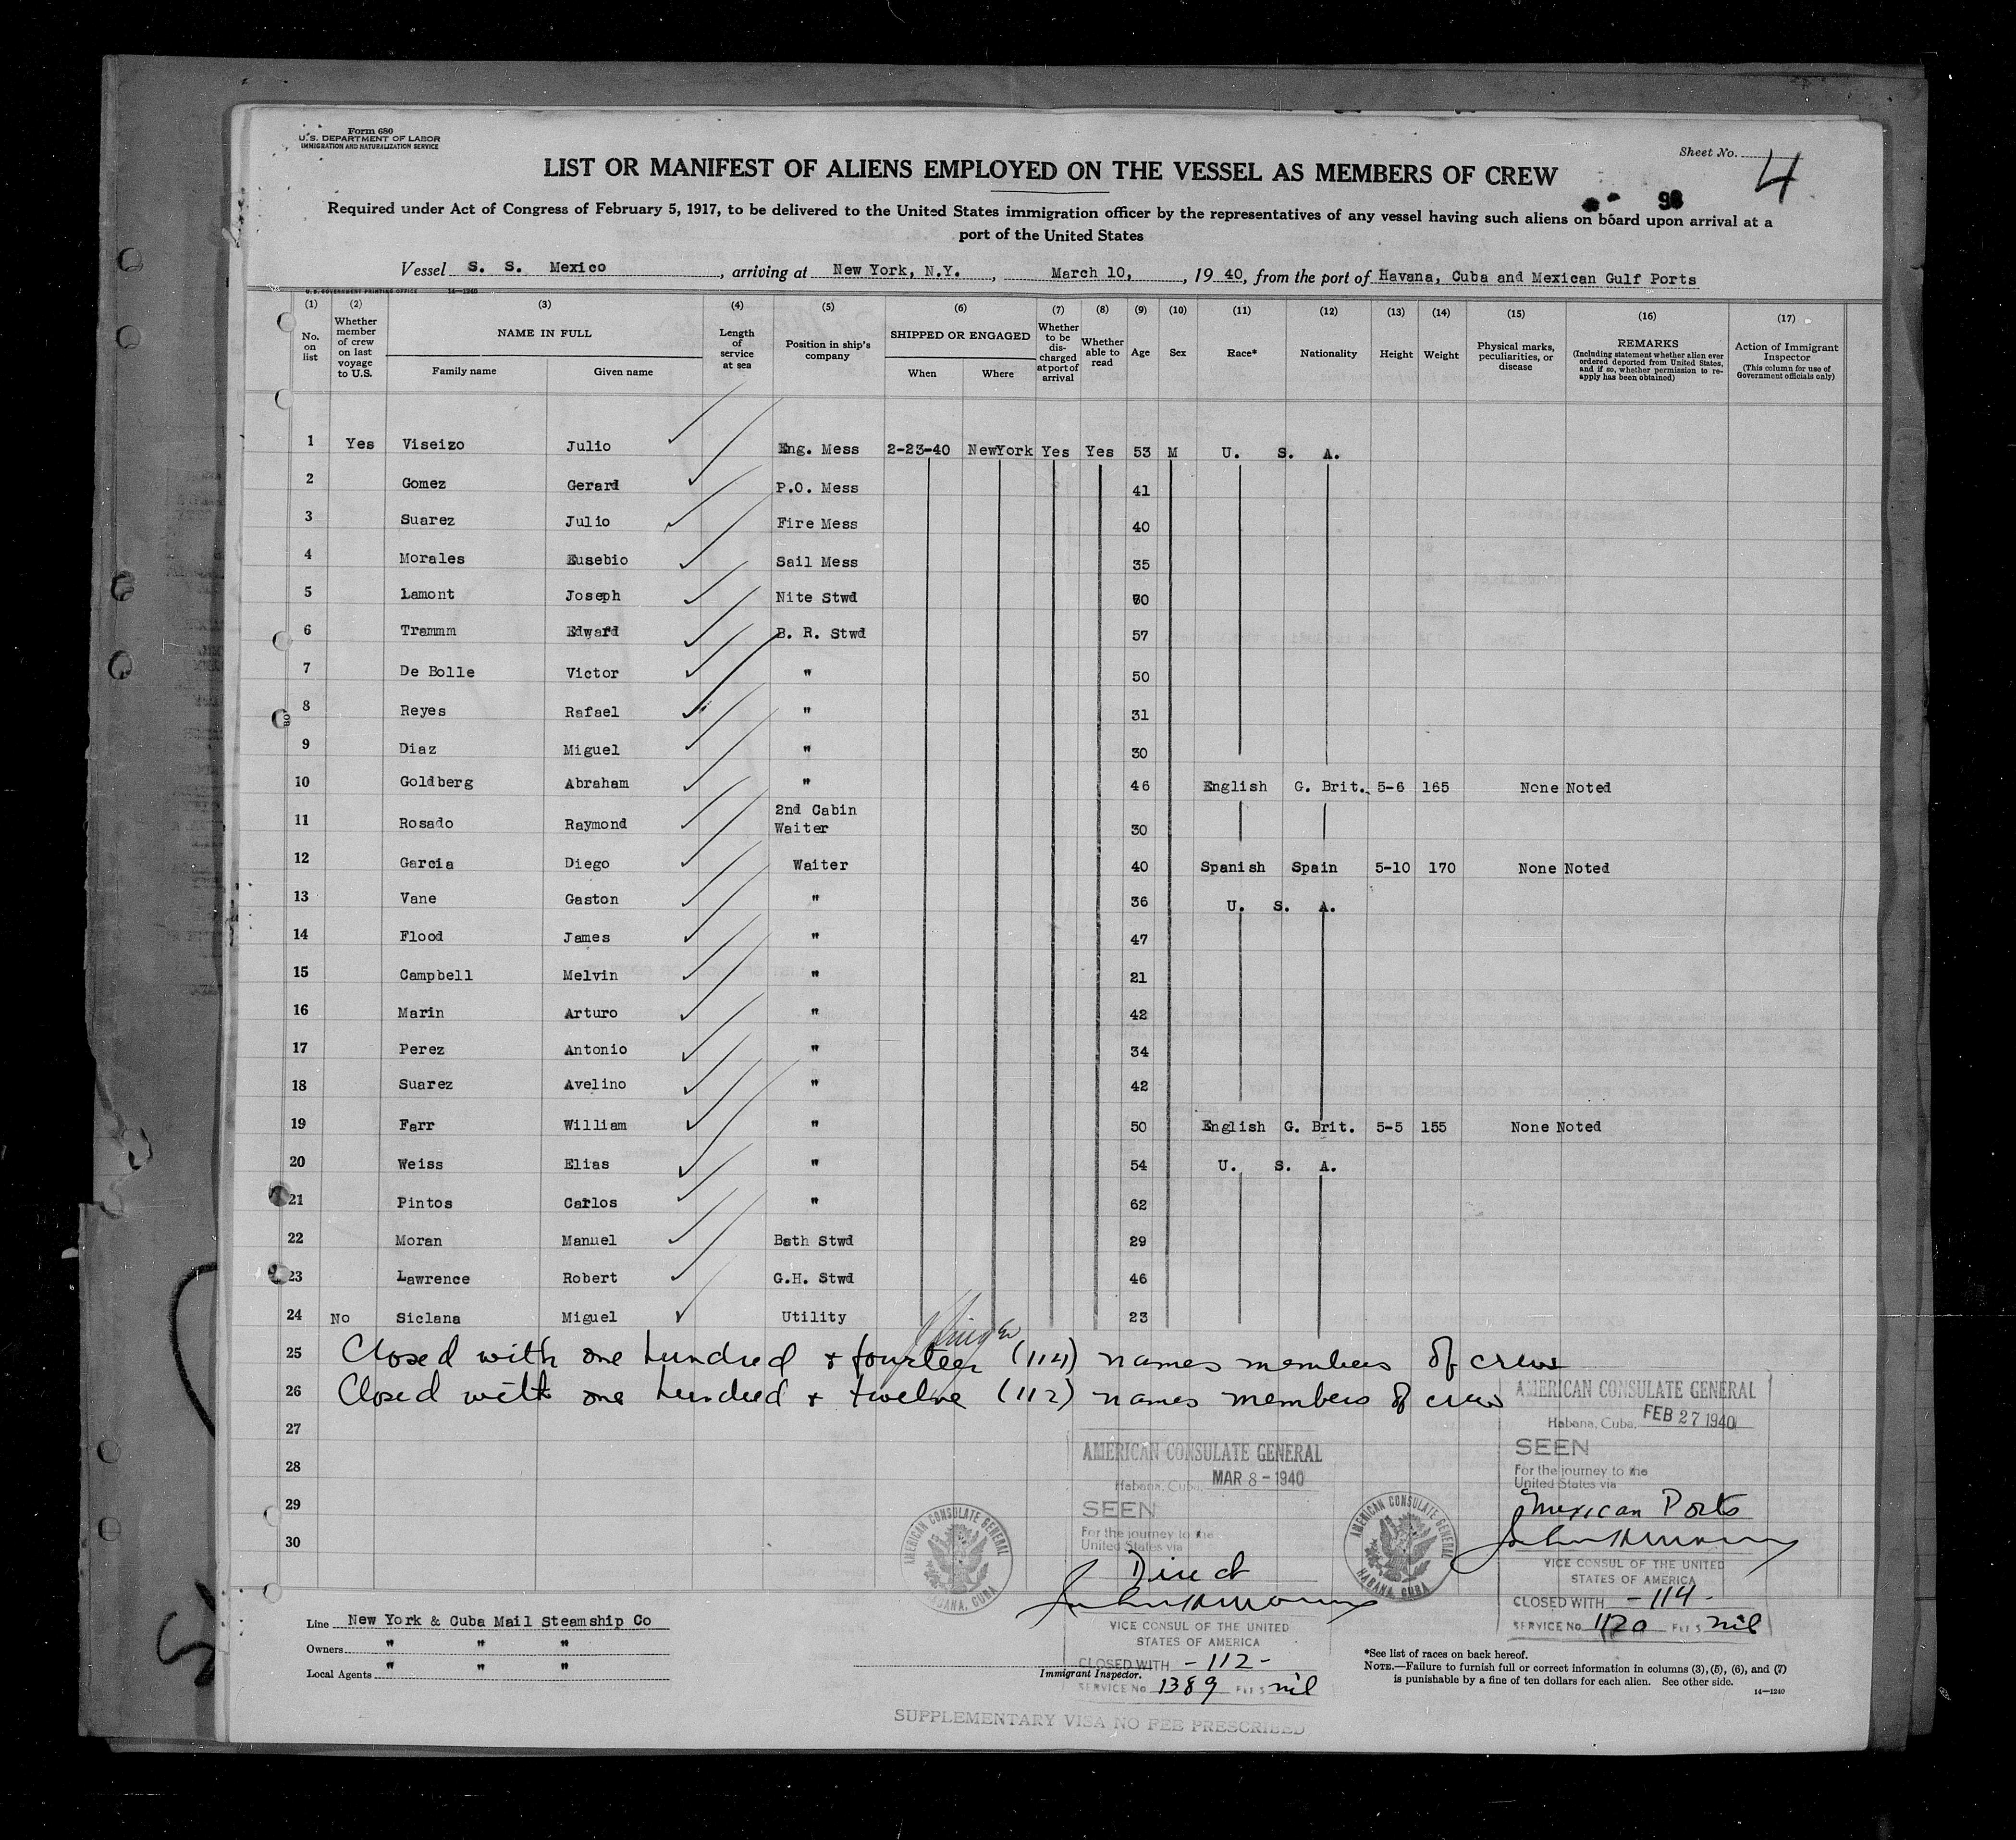 Form 680
U.S. DEPARTMENT OF LABOR
IMMIGRATION AND NATURALIZATION SERVICE
Sheet No. 4
LIST OR MANIFEST OF ALIENS EMPLOYED ON THE VESSEL AS MEMBERS OF CREW
98
Required under Act of Congress of February 5, 1917, to be delivered to the United States immigration officer by the representatives of any vessel having such aliens on board upon arrival at a
port of the United States
Vessel S. S. Mexico, arriving at New York, N.Y., March 10, 19 40, from the port of Havana, Cuba and Mexican Gulf Ports
U.S. GOVERNMENT PRINTING OFFICE 14-1240
(1) (2) (3) (4) (5) (6) (7) (8) (9) (10) (11) (12) (13) (14) (15) (16) (17)
No. on list
Whether member of crew on last voyage to U.S.
NAME IN FULL
Family name Given name
Length of service at sea
Position in ship's company
SHIPPED OR ENGAGED
When Where
Whether to be discharged at port of arrival
Whether able to read
Age
Sex
Race*
Nationality
Height
Weight
Physical marks, peculiarities, or disease
REMARKS
(Including statement whether alien ever ordered deported from United States, and if so, whether permission to re-apply has been obtained)
Action of Immigrant Inspector
(This column for use of Government officials only)
1 Yes Viseizo Julio Eng. Mess 2-23-40 NewYork Yes Yes 53 M U. S. A.
2 Gomez Gerard P.O. Mess 41
3 Suarez Julio Fire Mess 40
4 Morales Eusebio Sail Mess 35
5 Lamont Joseph Nite Stwd 60
6 Trammm Edward B. R. Stwd 57
7 De Bolle Victor " 50
8 Reyes Rafael " 31
9 Diaz Miguel " 30
10 Goldberg Abraham " 46 English G. Brit. 5-6 165 None Noted
11 Rosado Raymond 2nd Cabin Waiter 30
12 Garcia Diego Waiter 40 Spanish Spain 5-10 170 None Noted
13 Vane Gaston " 36 U. S. A.
14 Flood James " 47
15 Campbell Melvin " 21
16 Marin Arturo " 42
17 Perez Antonio " 34
18 Suarez Avelino " 42
19 Farr William " 50 English G. Brit. 5-5 155 None Noted
20 Weiss Elias " 54 U. S. A.
21 Pintos Carlos " 62
22 Moran Manuel Bath Stwd 29
23 Lawrence Robert G.H. Stwd 46
24 No Siclana Miguel Utility 23
25 Closed with one hundred & fourteen (114) names members of crew
26 Closed with one hundred & twelve (112) names members of crew
27
28
29
30
AMERICAN CONSULATE GENERAL
Habana, Cuba, MAR 8 - 1940
SEEN
For the journey to the
United States via
Direct
VICE CONSUL OF THE UNITED
STATES OF AMERICA
CLOSED WITH - 112 -
SERVICE No. 1389 nil
AMERICAN CONSULATE GENERAL
HABANA, CUBA
AMERICAN CONSULATE GENERAL
Habana, Cuba, FEB 27 1940
SEEN
For the journey to the
United States via
Mexican Ports
VICE CONSUL OF THE UNITED
STATES OF AMERICA
CLOSED WITH - 114 -
SERVICE No. 1120 nil
AMERICAN CONSULATE GENERAL
HABANA, CUBA
Line New York & Cuba Mail Steamship Co
Owners " " "
Local Agents " " "
Immigrant Inspector.
SUPPLEMENTARY VISA NO FEE PRESCRIBED
*See list of races on back hereof.
NOTE.—Failure to furnish full or correct information in columns (3), (5), (6), and (7)
is punishable by a fine of ten dollars for each alien. See other side.
14-1240